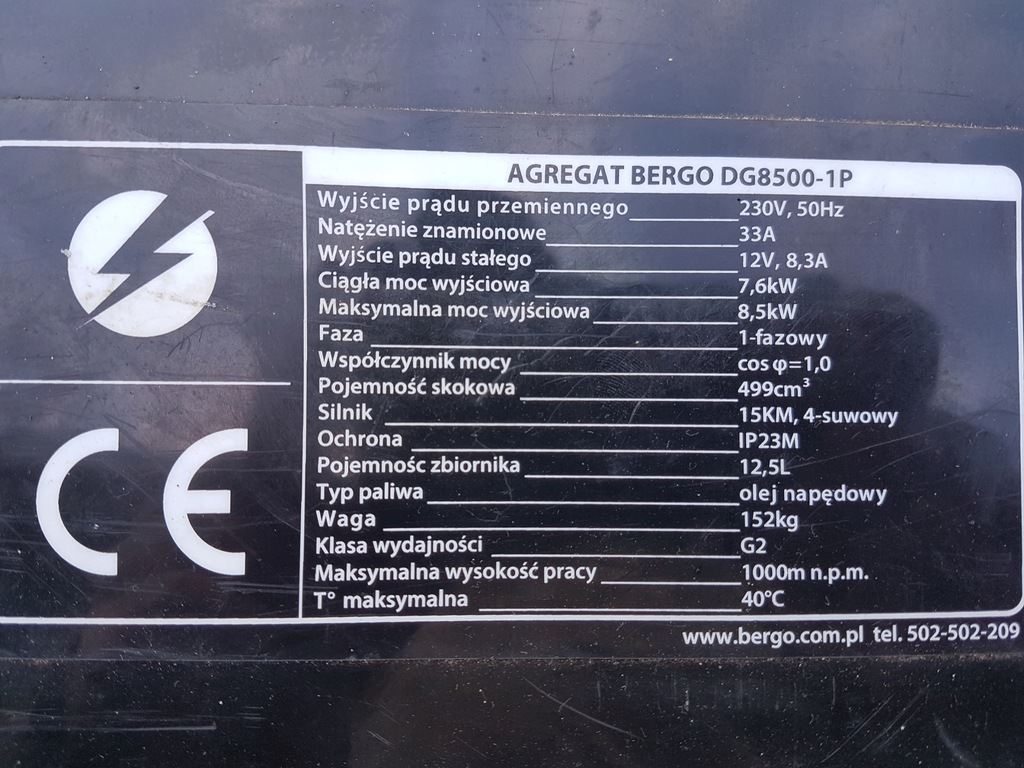 AGREGAT BERGO DG8500-1P
Wyjście prądu przemiennego 230V, 50Hz
Natężenie znamionowe 33A
Wyjście prądu stałego 12V, 8,3A
Ciągła moc wyjściowa 7,6kW
Maksymalna moc wyjściowa 8,5kW
Faza 1-fazowy
Współczynnik mocy cos φ=1,0
Pojemność skokowa 499cm³
Silnik 15KM, 4-suwowy
Ochrona IP23M
Pojemnośc zbiornika 12,5L
Typ paliwa olej napędowy
Waga 152kg
Klasa wydajności G2
Maksymalna wysokość pracy 1000m n.p.m.
T° maksymalna 40°C
CE
www.bergo.com.pl tel. 502-502-209